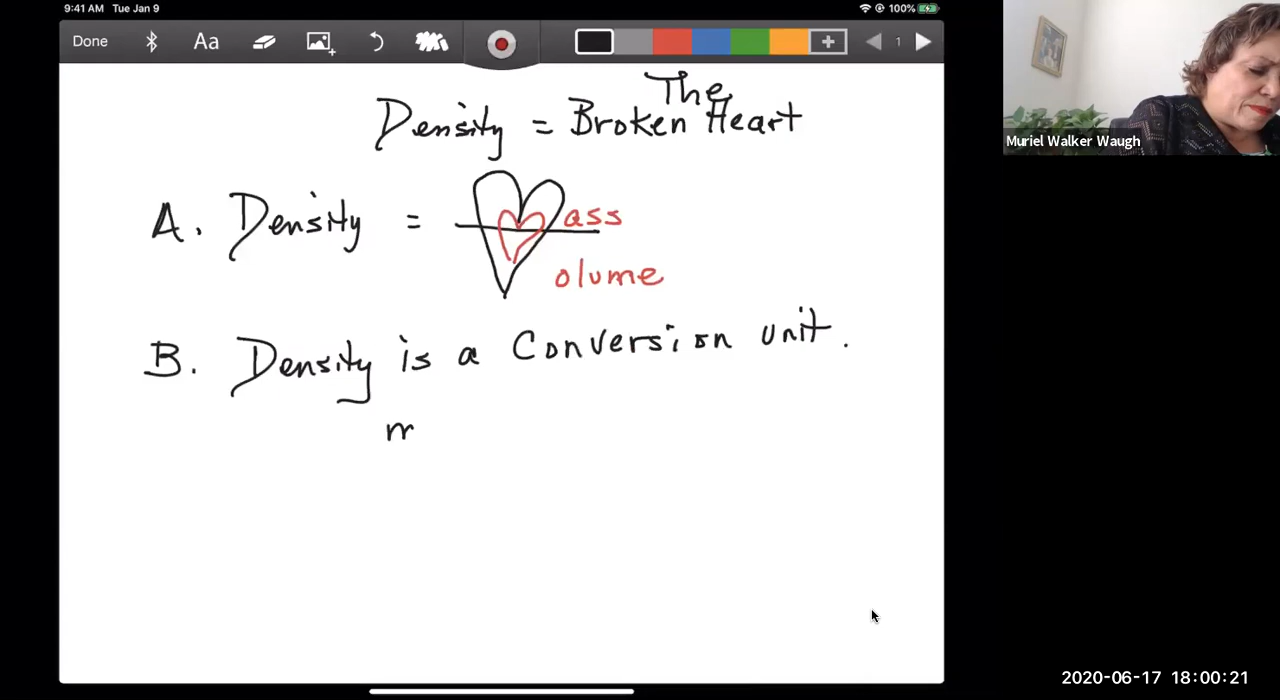 9:41 AM Tue Jan 9
100%
Done
Aa
1
The
Density = Broken Heart
A. Density = ass
olume
B. Density is a Conversion unit.
m
Muriel Walker Waugh
2020-06-17 18:00:21